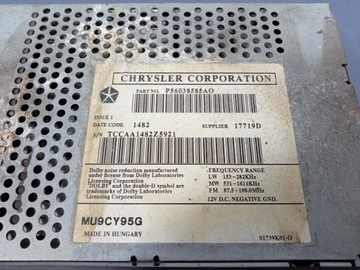 CHRYSLER CORPORATION
PART NO. P56038585AO
ISSUE 1
DATE CODE 1482 SUPPLIER 17719D
S/N TCCAA1482Z5921
Dolby noise reduction manufactured
under license from Dolby Laboratories
Licensing Corporation
"DOLBY" and the double-D symbol are
trademarks of Dolby Laboratories
Licensing Corporation
FREQUENCY RANGE
LW 153-282KHz
MW 531-1611KHz
FM 87.5-108.0MHz
12V D.C. NEGATIVE GND.
MU9CY95G
MADE IN HUNGARY
01739K01-O